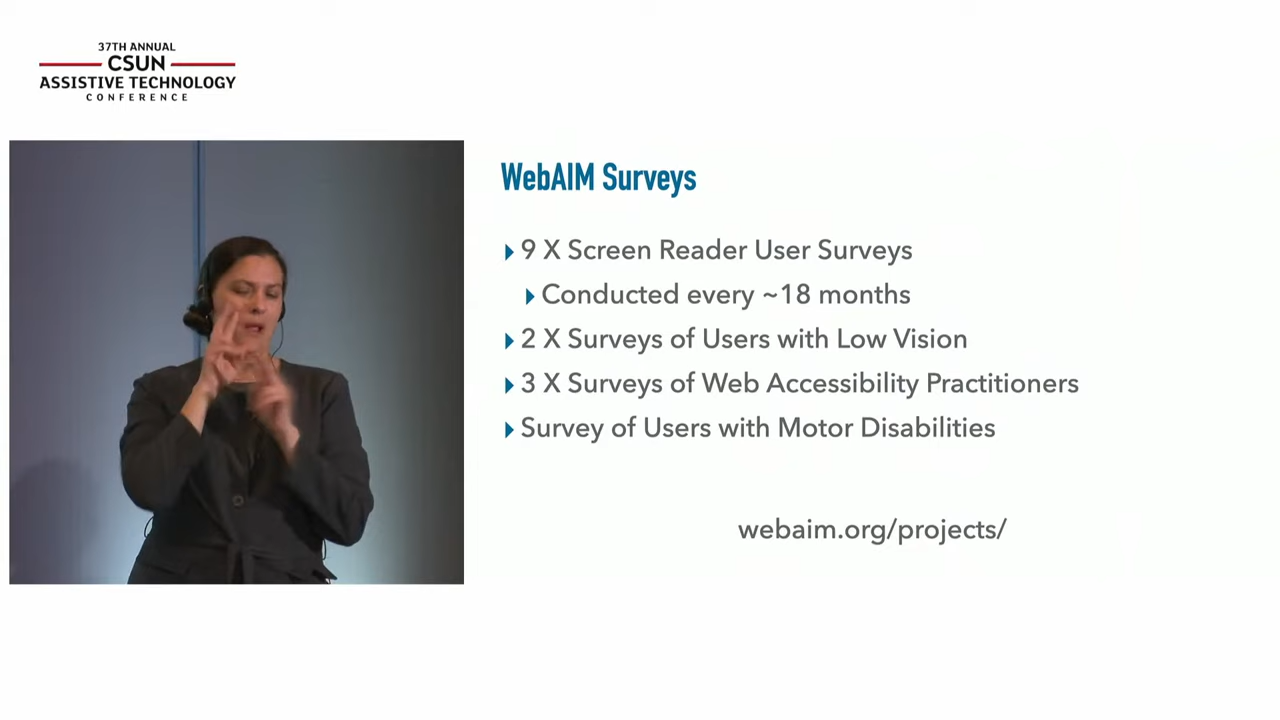 37TH ANNUAL
CSUN
ASSISTIVE TECHNOLOGY
CONFERENCE
WebAIM Surveys
9 X Screen Reader User Surveys
Conducted every ~18 months
2 X Surveys of Users with Low Vision
3 X Surveys of Web Accessibility Practitioners
Survey of Users with Motor Disabilities
webaim.org/projects/